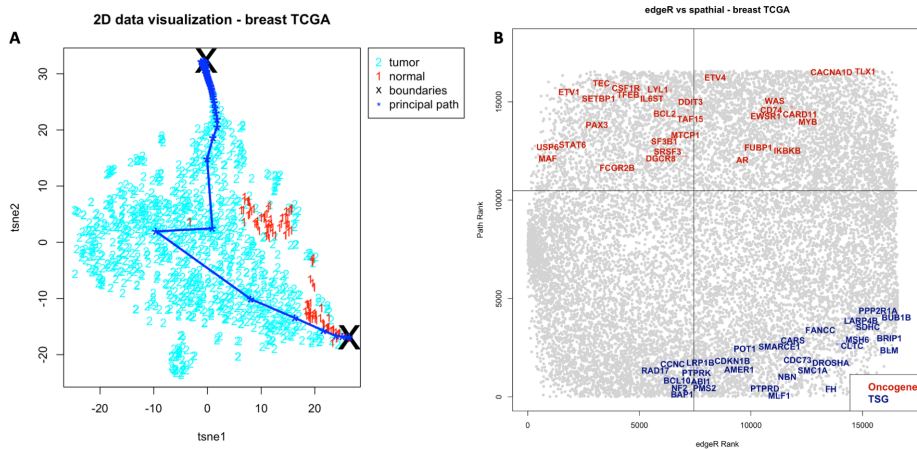 2D data visualization - breast TCGA
A
tsne2
30
20
10
0
-10
-20
-20
-10
0
10
20
tsne1
2 tumor
1 normal
x boundaries
* principal path
edgeR vs spathial - breast TCGA
B
Path Rank
15000
10000
5000
0
0
5000
10000
15000
edgeR Rank
CACNA1D
TLX1
ETV4
TEC
CSF1R
LYL1
ETV1
TFEB
SETBP1
IL6ST
DDIT3
WAS
CD74
BCL2
EWSR1
CARD11
TAF15
MYB
PAX3
MTCP1
SF3B1
USP6
STAT6
SRSF3
FUBP1
IKBKB
MAF
DGCR8
AR
FCGR2B
PPP2R1A
BUB1B
LARP4B
SDHC
FANCC
BRIP1
CARS
MSH6
SMARCE1
CLTC
POT1
BLM
CDC73
DROSHA
CDKN1B
LRP1B
CCNC
RAD17
AMER1
SMC1A
PTPRK
NBN
BCL10
ABI1
NF2
PMS2
PTPRD
FH
BAP1
MLF1
Oncogene
TSG